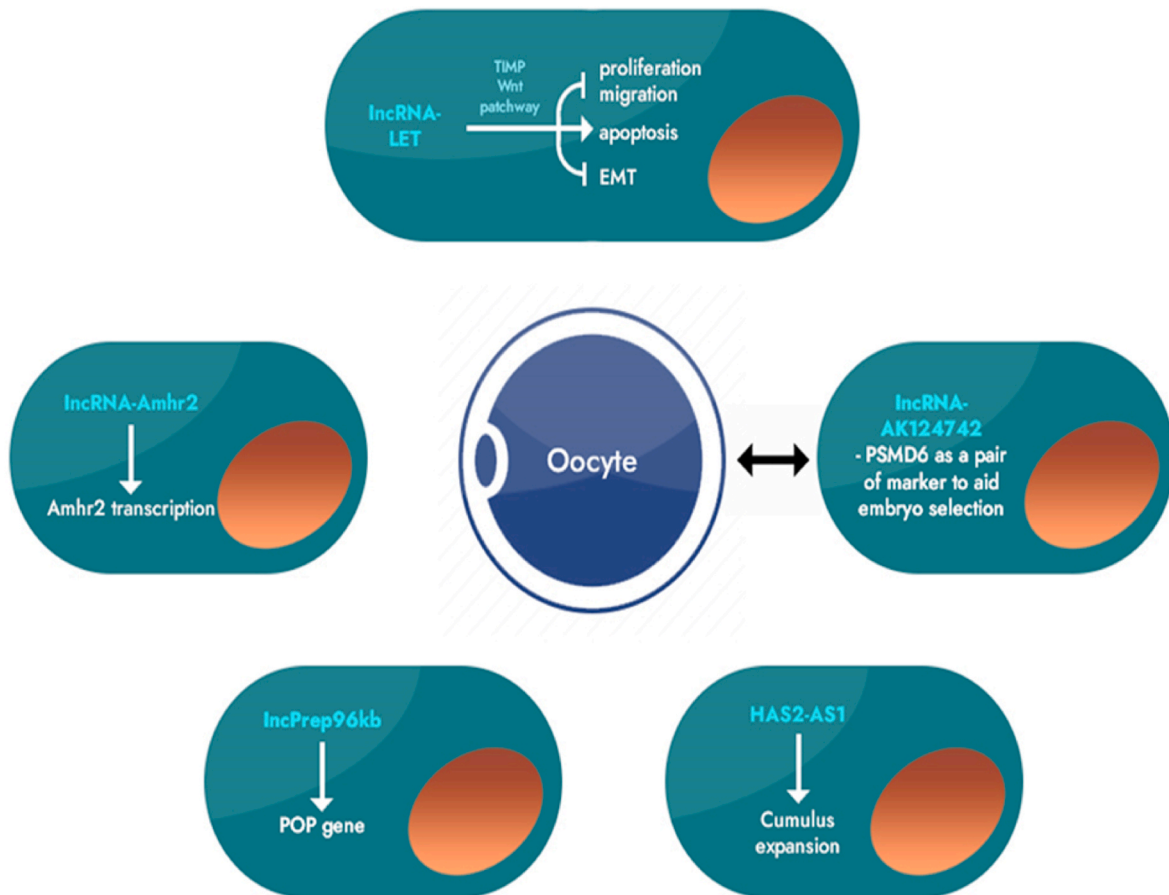 TIMP
Wnt
patchway
lncRNA-
LET
proliferation
migration
apoptosis
EMT
lncRNA-Amhr2
Amhr2 transcription
Oocyte
lncRNA-
AK124742
- PSMD6 as a pair
of marker to aid
embryo selection
lncPrep96kb
POP gene
HAS2-AS1
Cumulus
expansion